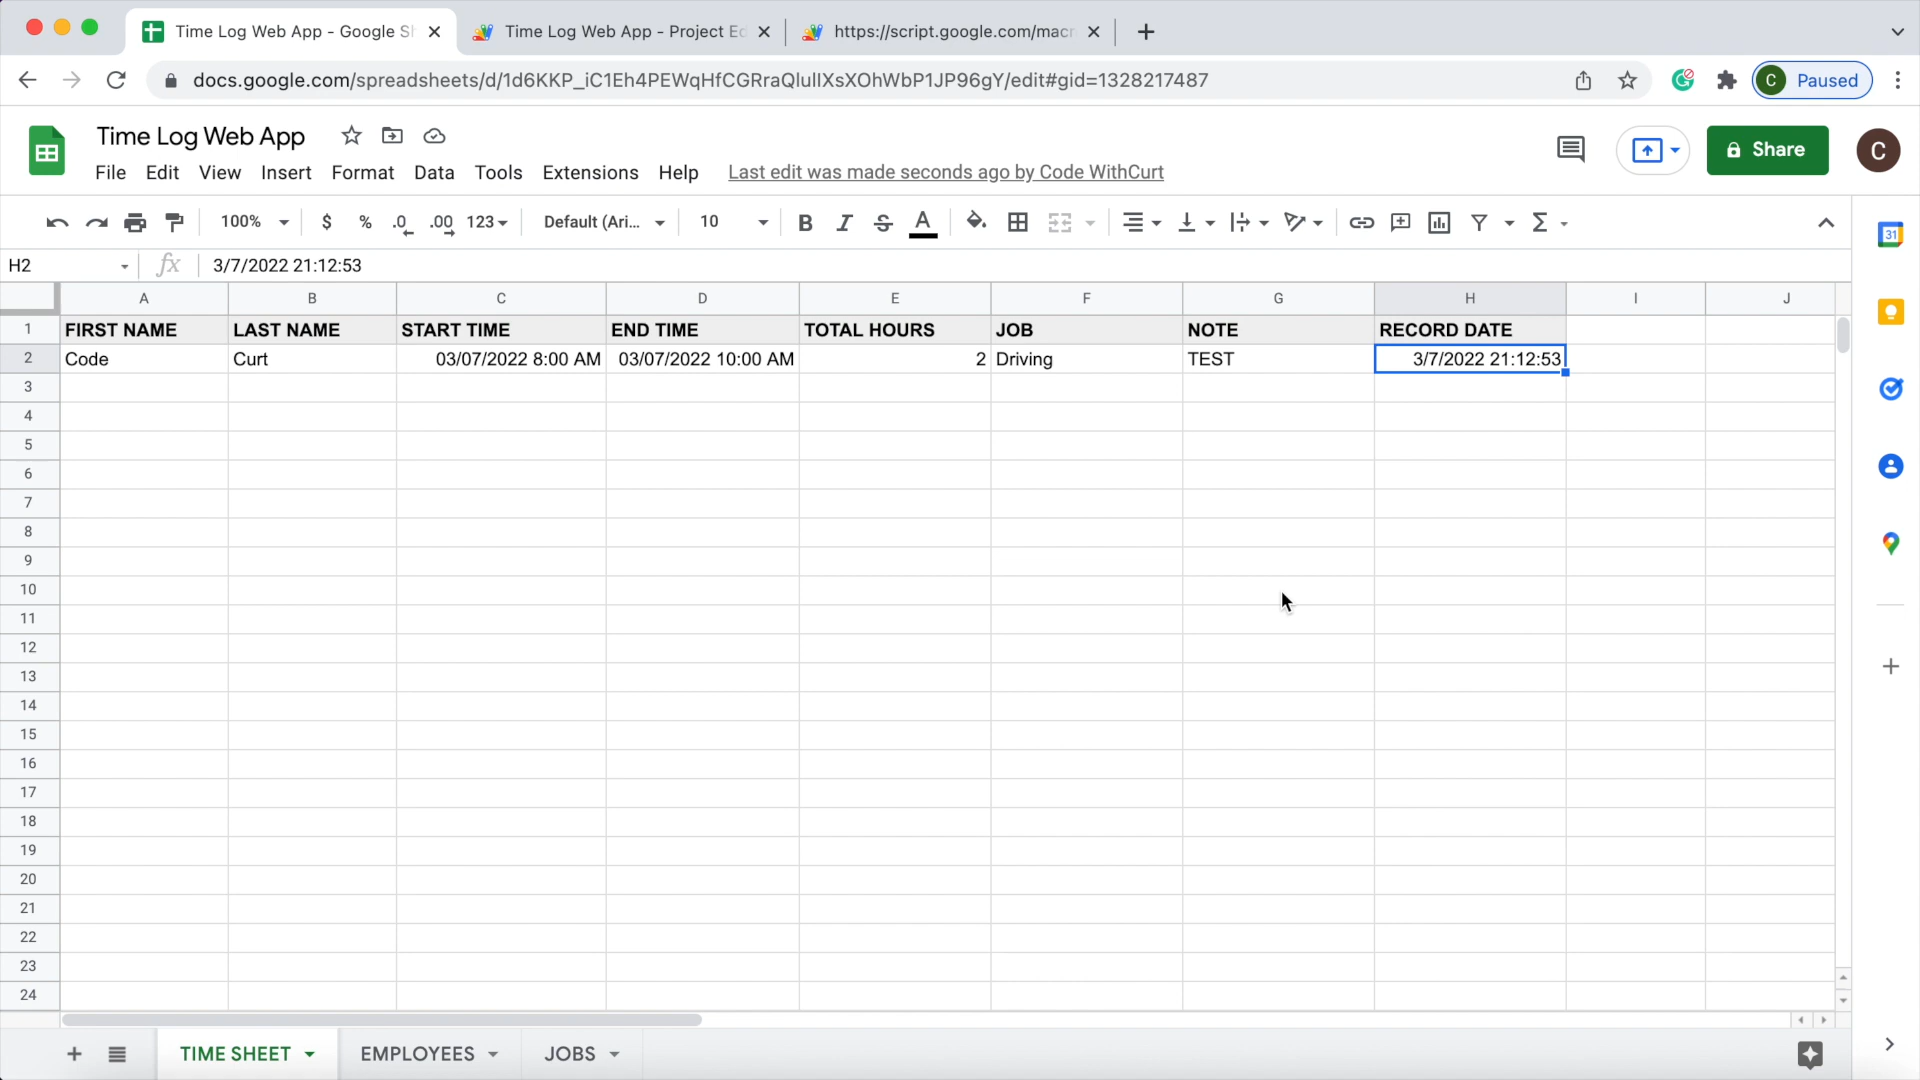 Time Log Web App - Google Sh
Time Log Web App - Project Ed
https://script.google.com/macr
docs.google.com/spreadsheets/d/1d6KKP_iC1Eh4PEWqHfCGRraQluIIXsXOhWbP1JP96gY/edit#gid=1328217487
C Paused
Time Log Web App
File Edit View Insert Format Data Tools Extensions Help Last edit was made seconds ago by Code WithCurt
Share
C
100% $ % .0 .00 123 Default (Ari... 10 B I S A
31
H2 fx 3/7/2022 21:12:53
A B C D E F G H I J
1 FIRST NAME LAST NAME START TIME END TIME TOTAL HOURS JOB NOTE RECORD DATE
2 Code Curt 03/07/2022 8:00 AM 03/07/2022 10:00 AM 2 Driving TEST 3/7/2022 21:12:53
3
4
5
6
7
8
9
10
11
12
13
14
15
16
17
18
19
20
21
22
23
24
TIME SHEET EMPLOYEES JOBS